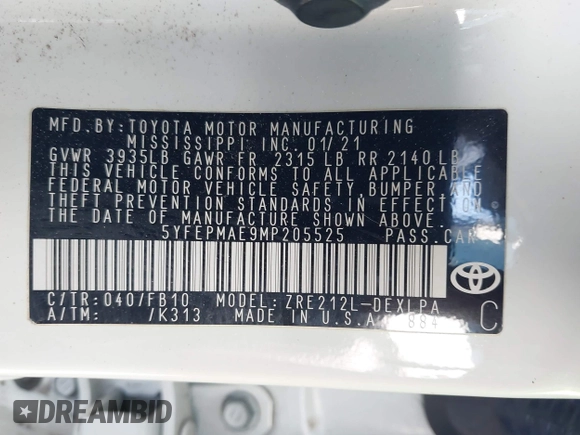 MFD.BY:TOYOTA MOTOR MANUFACTURING
MISSISSIPPI, INC. 01/21
GVWR 3935LB GAWR FR 2315 LB RR 2140 LB
THIS VEHICLE CONFORMS TO ALL APPLICABLE
FEDERAL MOTOR VEHICLE SAFETY, BUMPER AND
THEFT PREVENTION STANDARDS IN EFFECT ON
THE DATE OF MANUFACTURE SHOWN ABOVE.
5YFEPMAE9MP205525 PASS.CAR
C/TR:040/FB10 MODEL: ZRE212L-DEXLPA
A/TM: /K313 MADE IN U.S.A. C
DREAMBID